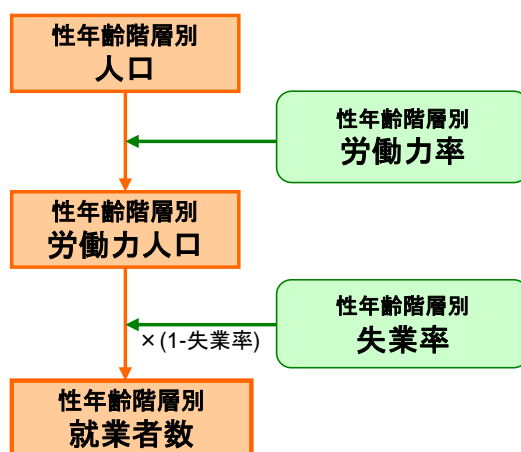 性年齢階層別
人口
性年齢階層別
労働力率
性年齢階層別
労働力人口
性年齢階層別
失業率
×(1-失業率)
性年齢階層別
就業者数